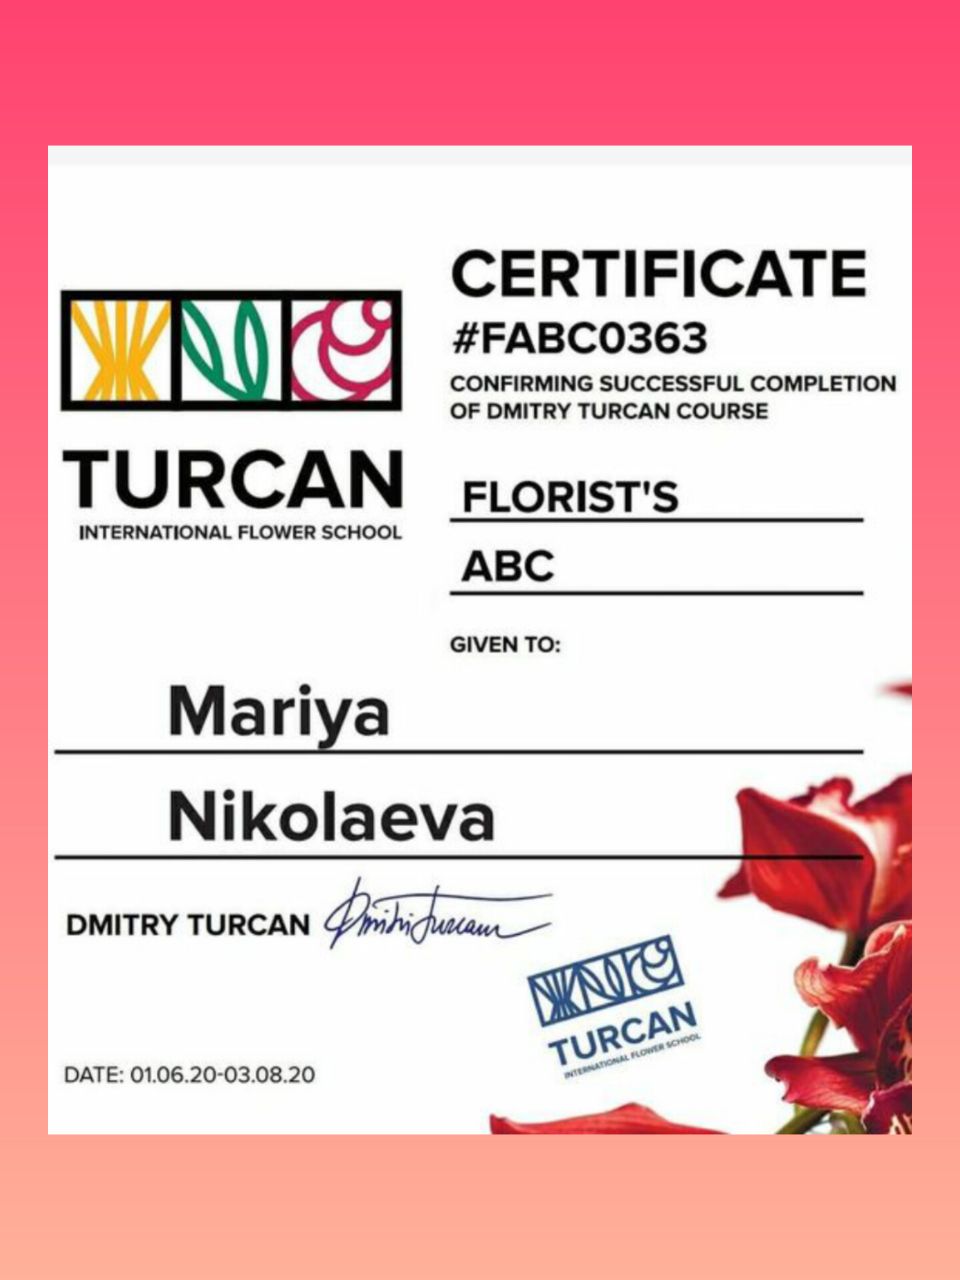 CERTIFICATE
#FABC0363
CONFIRMING SUCCESSFUL COMPLETION
OF DMITRY TURCAN COURSE
TURCAN
INTERNATIONAL FLOWER SCHOOL
FLORIST'S
ABC
GIVEN TO:
Mariya
Nikolaeva
DMITRY TURCAN Dmitri Turcan
TURCAN
INTERNATIONAL FLOWER SCHOOL
DATE: 01.06.20-03.08.20